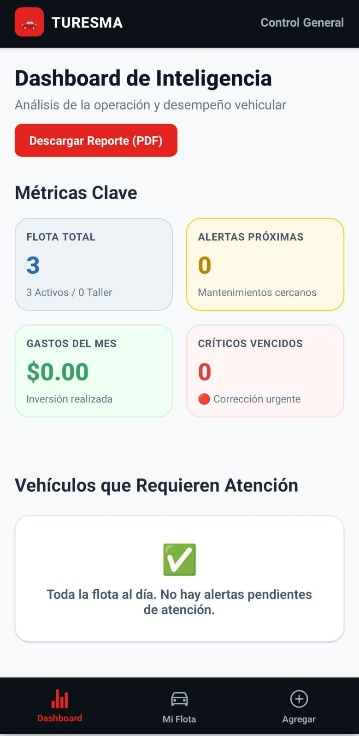 TURESMA
Control General
Dashboard de Inteligencia
Análisis de la operación y desempeño vehicular
Descargar Reporte (PDF)
Métricas Clave
FLOTA TOTAL
3
3 Activos / 0 Taller
ALERTAS PRÓXIMAS
0
Mantenimientos cercanos
GASTOS DEL MES
$0.00
Inversión realizada
CRÍTICOS VENCIDOS
0
Corrección urgente
Vehículos que Requieren Atención
Toda la flota al día. No hay alertas pendientes
de atención.
Dashboard
Mi Flota
Agregar